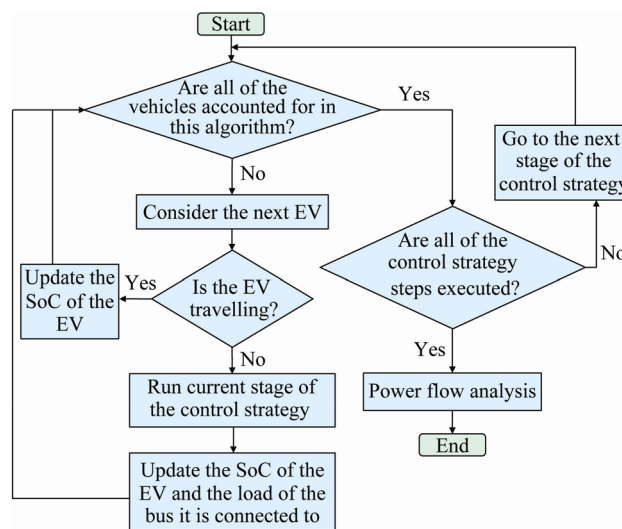 Start
Are all of the
vehicles accounted for in
this algorithm?
Yes
No
Go to the next
stage of the
control strategy
Consider the next EV
Are all of the
control strategy
steps executed?
No
Update the
SoC of the
EV
Yes
Is the EV
travelling?
No
Yes
Run current stage of
the control strategy
Power flow analysis
End
Update the SoC of the
EV and the load of the
bus it is connected to